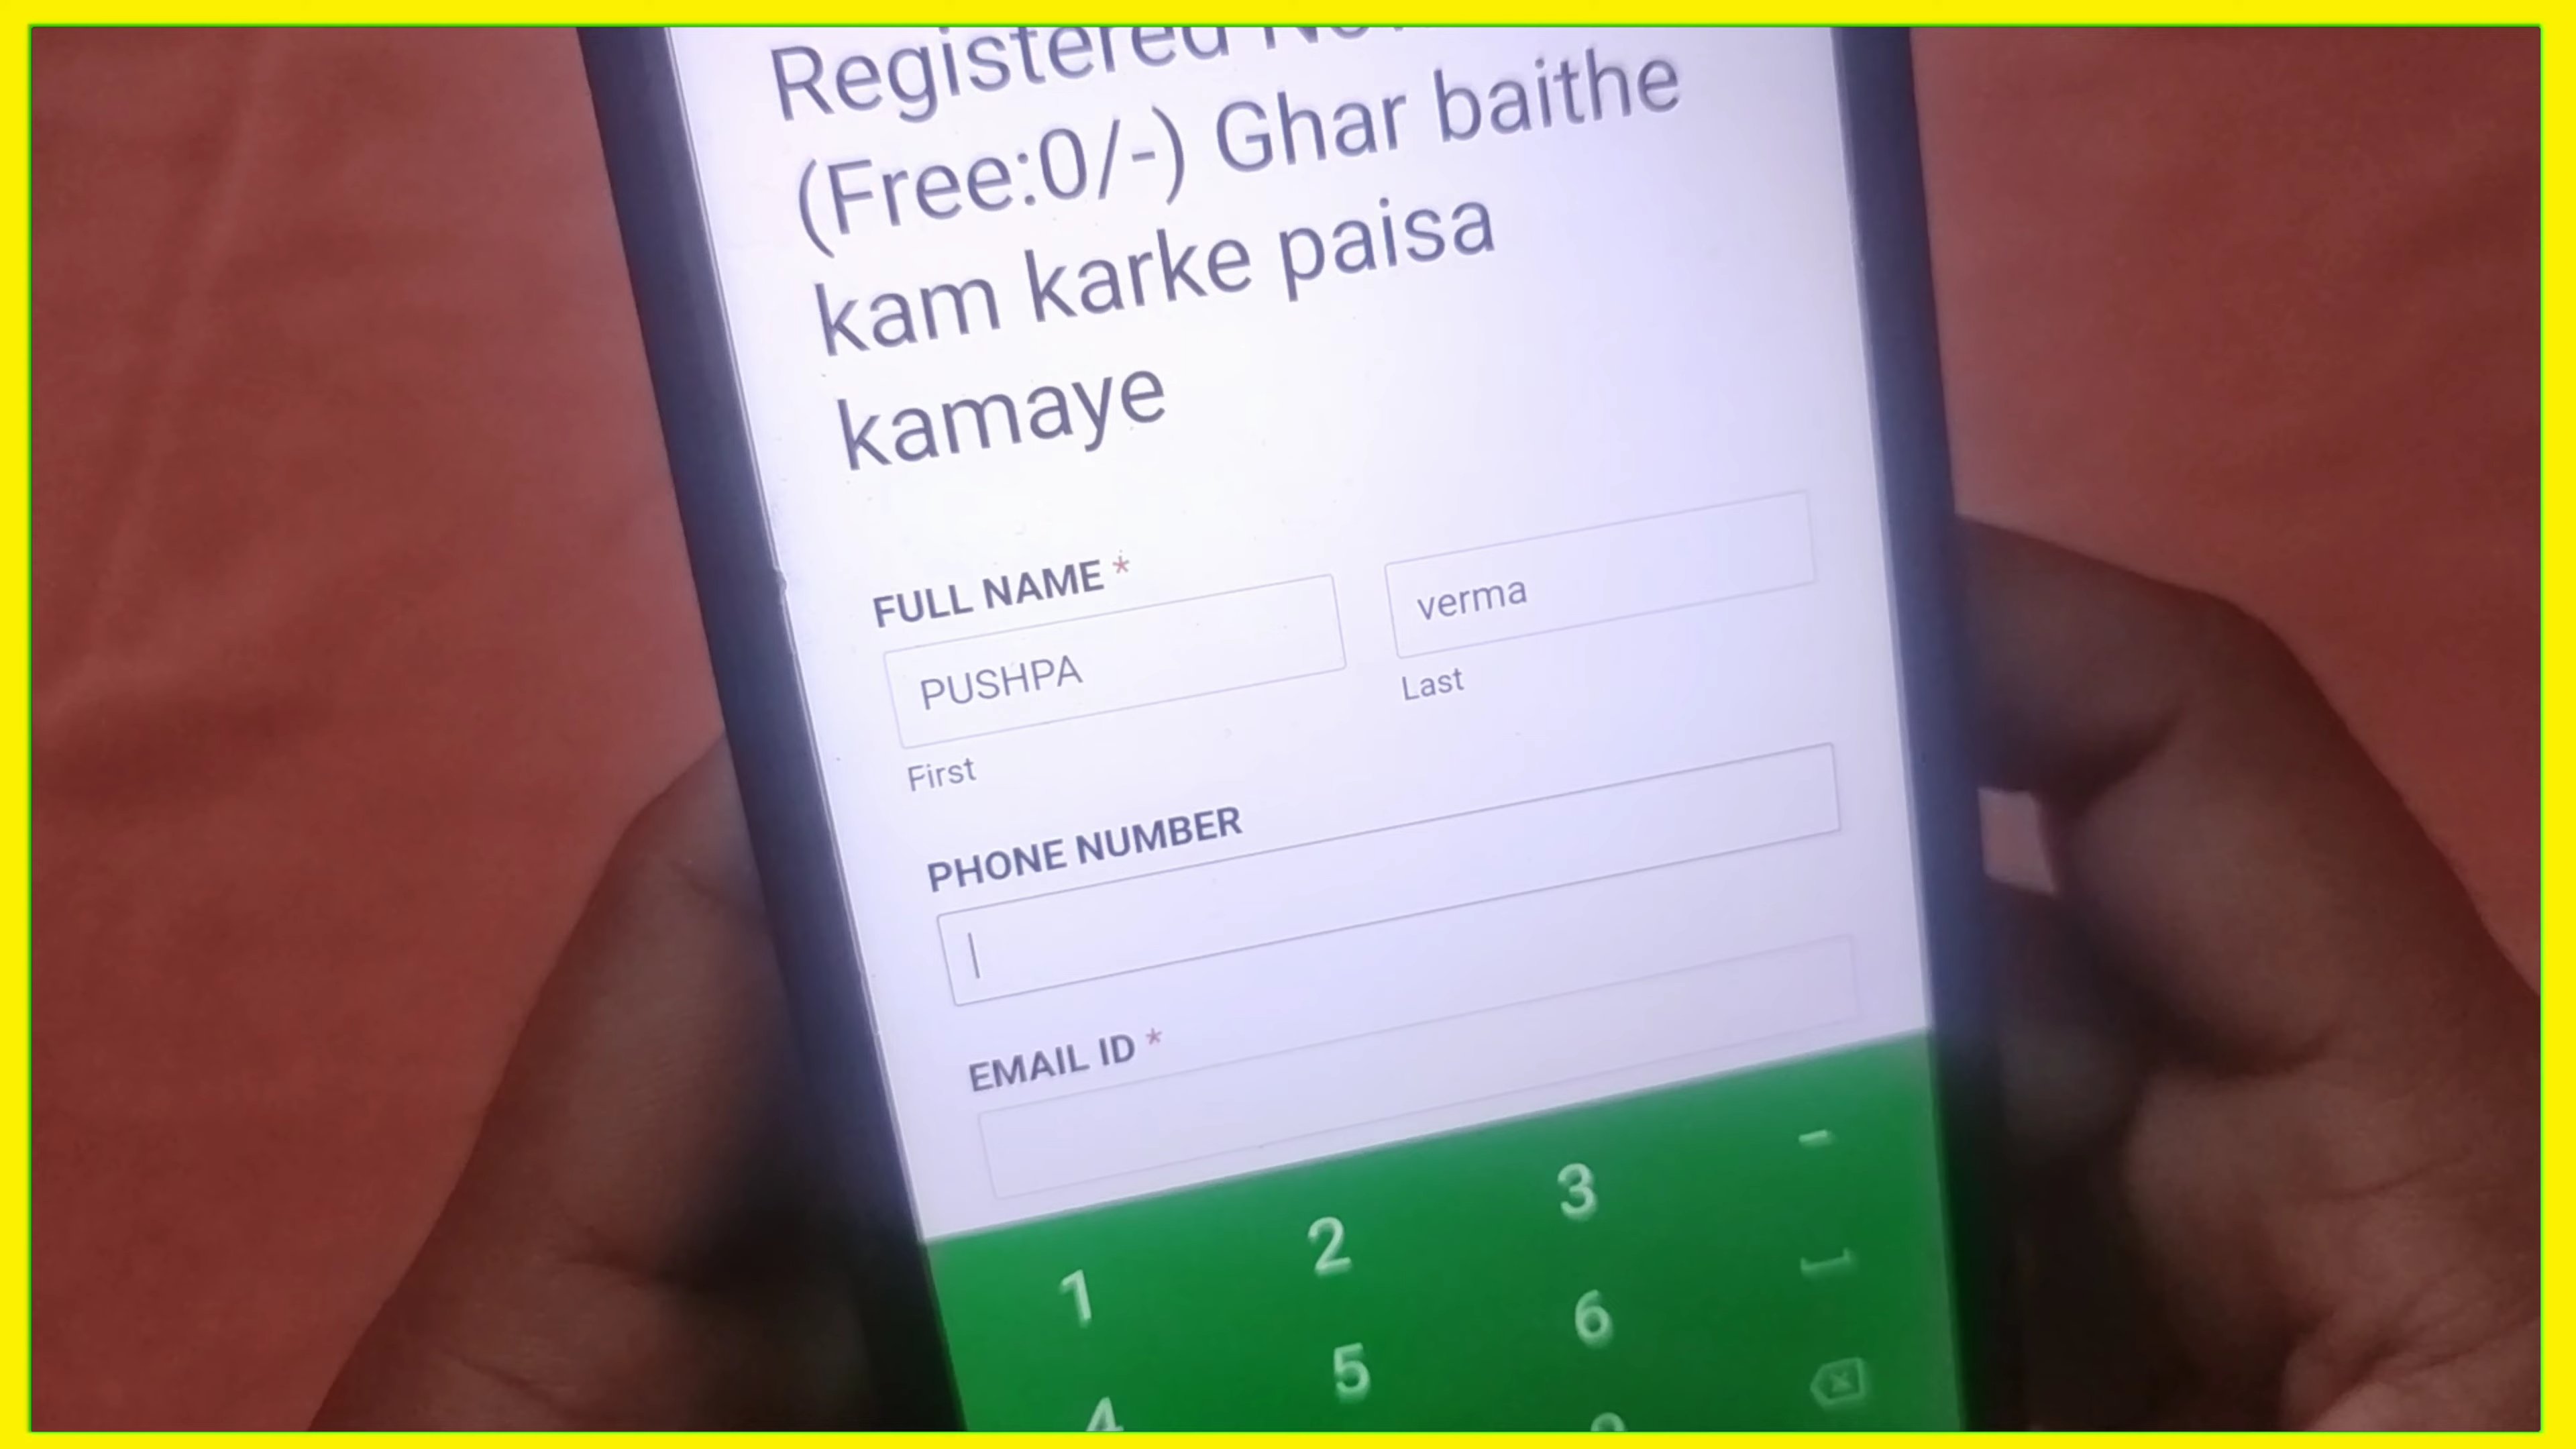 Registered
(Free:0/-) Ghar baithe
kam karke paisa
kamaye
FULL NAME *
PUSHPA
verma
First
Last
PHONE NUMBER
EMAIL ID *
1 2 3 -
4 5 6